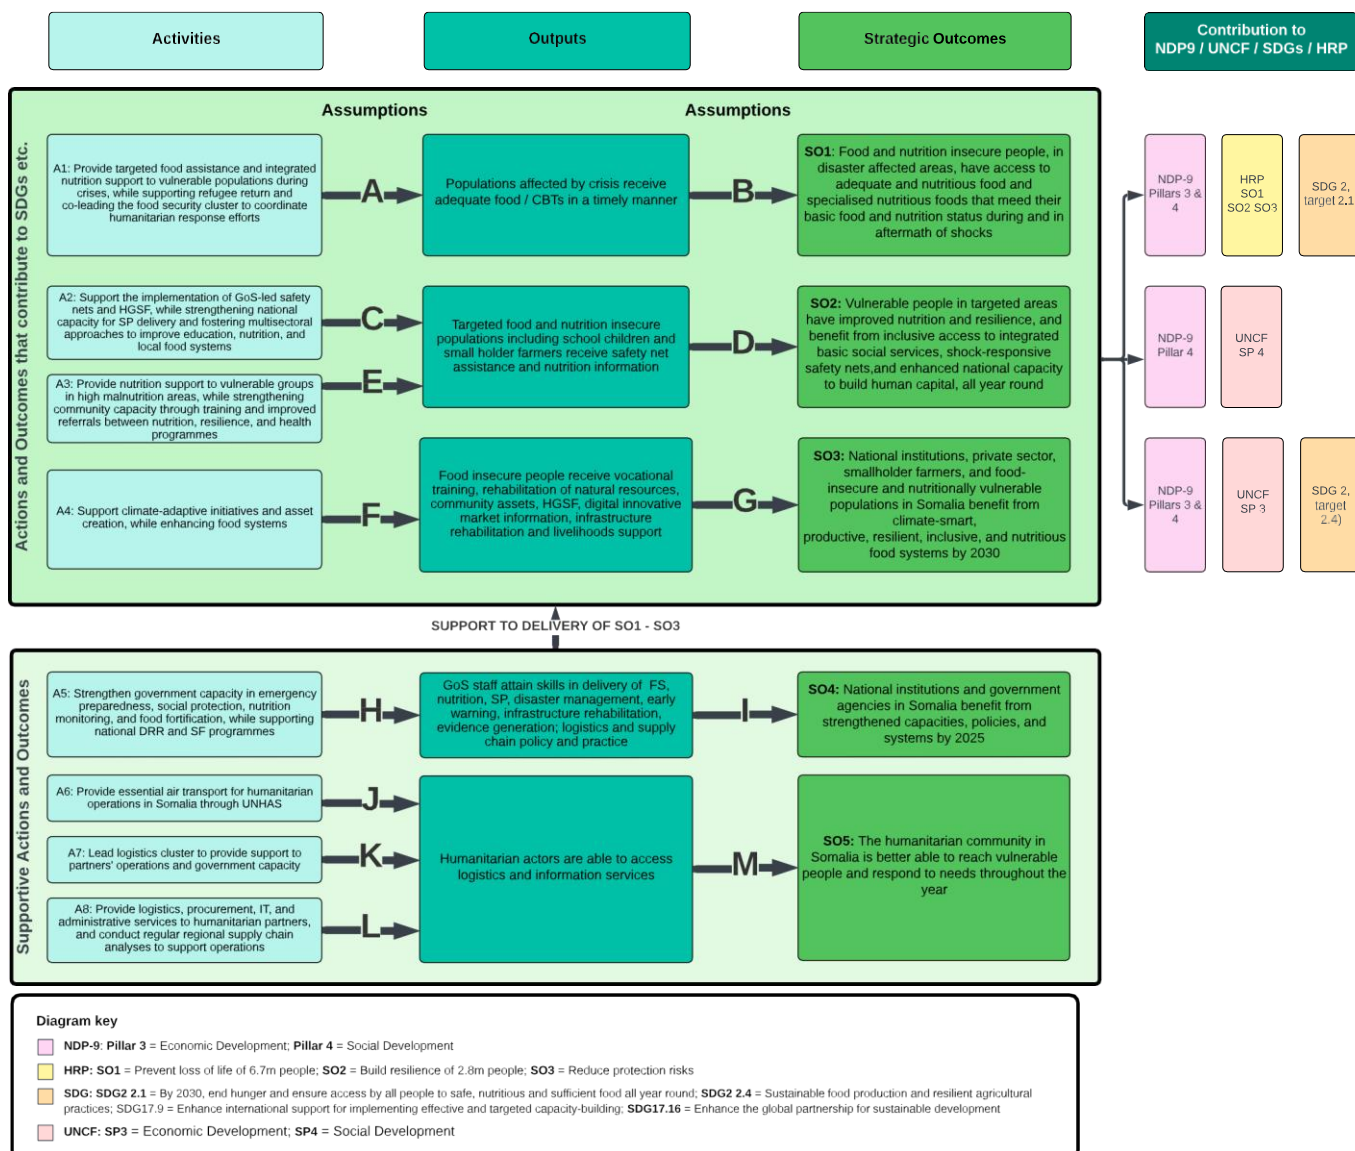 Activities
Outputs
Strategic Outcomes
Contribution to
NDP9 / UNCF / SDGs / HRP
Actions and Outcomes that contribute to SDGs etc.
Assumptions
Assumptions
A1: Provide targeted food assistance and integrated
nutrition support to vulnerable populations during
crises, while supporting refugee return and
co-leading the food security cluster to coordinate
humanitarian response efforts
A
Populations affected by crisis receive
adequate food / CBTs in a timely manner
B
SO1: Food and nutrition insecure people, in
disaster affected areas, have access to
adequate and nutritious food and
specialised nutritious foods that meed their
basic food and nutrition status during and in
aftermath of shocks
NDP-9
Pillars 3 &
4
HRP
SO1
SO2 SO3
SDG 2,
target 2.1
A2: Support the implementation of GoS-led safety
nets and HGSF, while strengthening national
capacity for SP delivery and fostering multisectoral
approaches to improve education, nutrition, and
local food systems
C
A3: Provide nutrition support to vulnerable groups
in high malnutrition areas, while strengthening
community capacity through training and improved
referrals between nutrition, resilience, and health
programmes
E
Targeted food and nutrition insecure
populations including school children and
small holder farmers receive safety net
assistance and nutrition information
D
SO2: Vulnerable people in targeted areas
have improved nutrition and resilience, and
benefit from inclusive access to integrated
basic social services, shock-responsive
safety nets,and enhanced national capacity
to build human capital, all year round
NDP-9
Pillar 4
UNCF
SP 4
A4: Support climate-adaptive initiatives and asset
creation, while enhancing food systems
F
Food insecure people receive vocational
training, rehabilitation of natural resources,
community assets, HGSF, digital innovative
market information, infrastructure
rehabilitation and livelihoods support
G
SO3: National institutions, private sector,
smallholder farmers, and food-
insecure and nutritionally vulnerable
populations in Somalia benefit from
climate-smart,
productive, resilient, inclusive, and nutritious
food systems by 2030
NDP-9
Pillars 3 &
4
UNCF
SP 3
SDG 2,
target
2.4)
SUPPORT TO DELIVERY OF SO1 - SO3
Supportive Actions and Outcomes
A5: Strengthen government capacity in emergency
preparedness, social protection, nutrition
monitoring, and food fortification, while supporting
national DRR and SF programmes
H
GoS staff attain skills in delivery of FS,
nutrition, SP, disaster management, early
warning, infrastructure rehabilitation,
evidence generation; logistics and supply
chain policy and practice
I
SO4: National institutions and government
agencies in Somalia benefit from
strengthened capacities, policies, and
systems by 2025
A6: Provide essential air transport for humanitarian
operations in Somalia through UNHAS
J
A7: Lead logistics cluster to provide support to
partners' operations and government capacity
K
A8: Provide logistics, procurement, IT, and
administrative services to humanitarian partners,
and conduct regular regional supply chain
analyses to support operations
L
Humanitarian actors are able to access
logistics and information services
M
SO5: The humanitarian community in
Somalia is better able to reach vulnerable
people and respond to needs throughout the
year
Diagram key
NDP-9: Pillar 3 = Economic Development; Pillar 4 = Social Development
HRP: SO1 = Prevent loss of life of 6.7m people; SO2 = Build resilience of 2.8m people; SO3 = Reduce protection risks
SDG: SDG2 2.1 = By 2030, end hunger and ensure access by all people to safe, nutritious and sufficient food all year round; SDG2 2.4 = Sustainable food production and resilient agricultural
practices; SDG17.9 = Enhance international support for implementing effective and targeted capacity-building; SDG17.16 = Enhance the global partnership for sustainable development
UNCF: SP3 = Economic Development; SP4 = Social Development